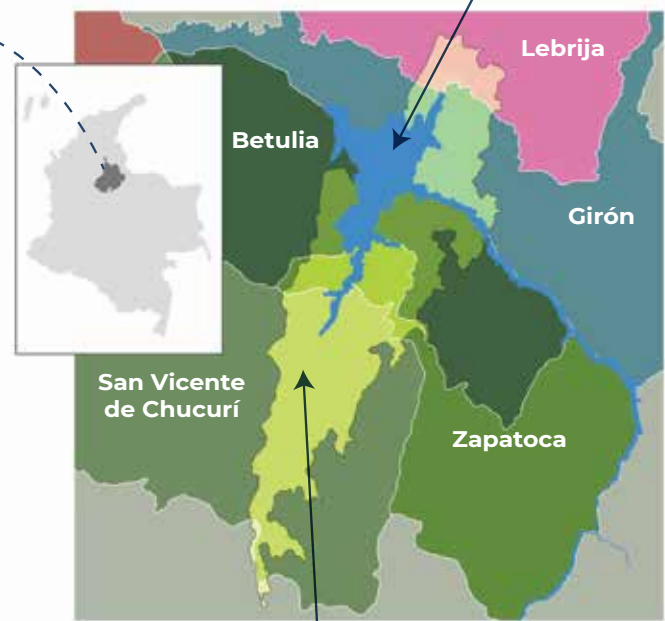 Lebrija
Betulia
Girón
San Vicente
de Chucurí
Zapatoca